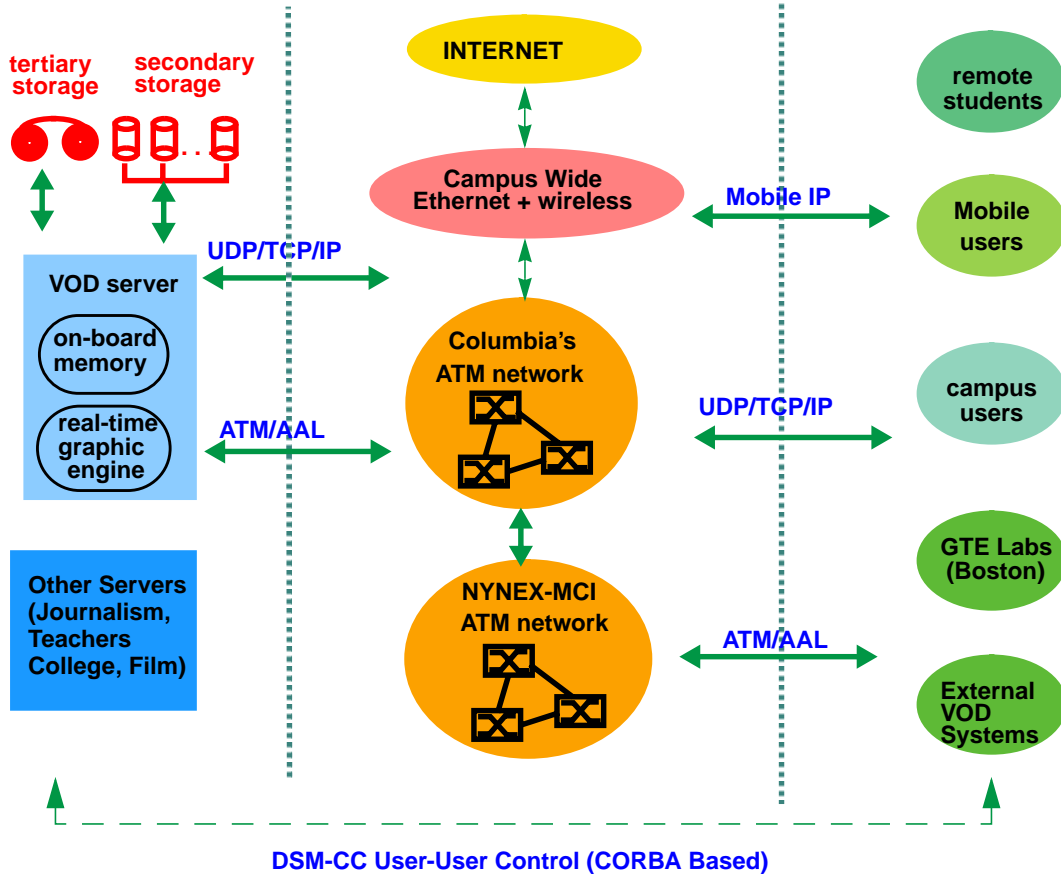 tertiary
storage
secondary
storage
. . .
UDP/TCP/IP
VOD server
on-board
memory
real-time
graphic
engine
ATM/AAL
Other Servers
(Journalism,
Teachers
College, Film)
INTERNET
Campus Wide
Ethernet + wireless
Columbia's
ATM network
NYNEX-MCI
ATM network
Mobile IP
UDP/TCP/IP
ATM/AAL
remote
students
Mobile
users
campus
users
GTE Labs
(Boston)
External
VOD
Systems
DSM-CC User-User Control (CORBA Based)